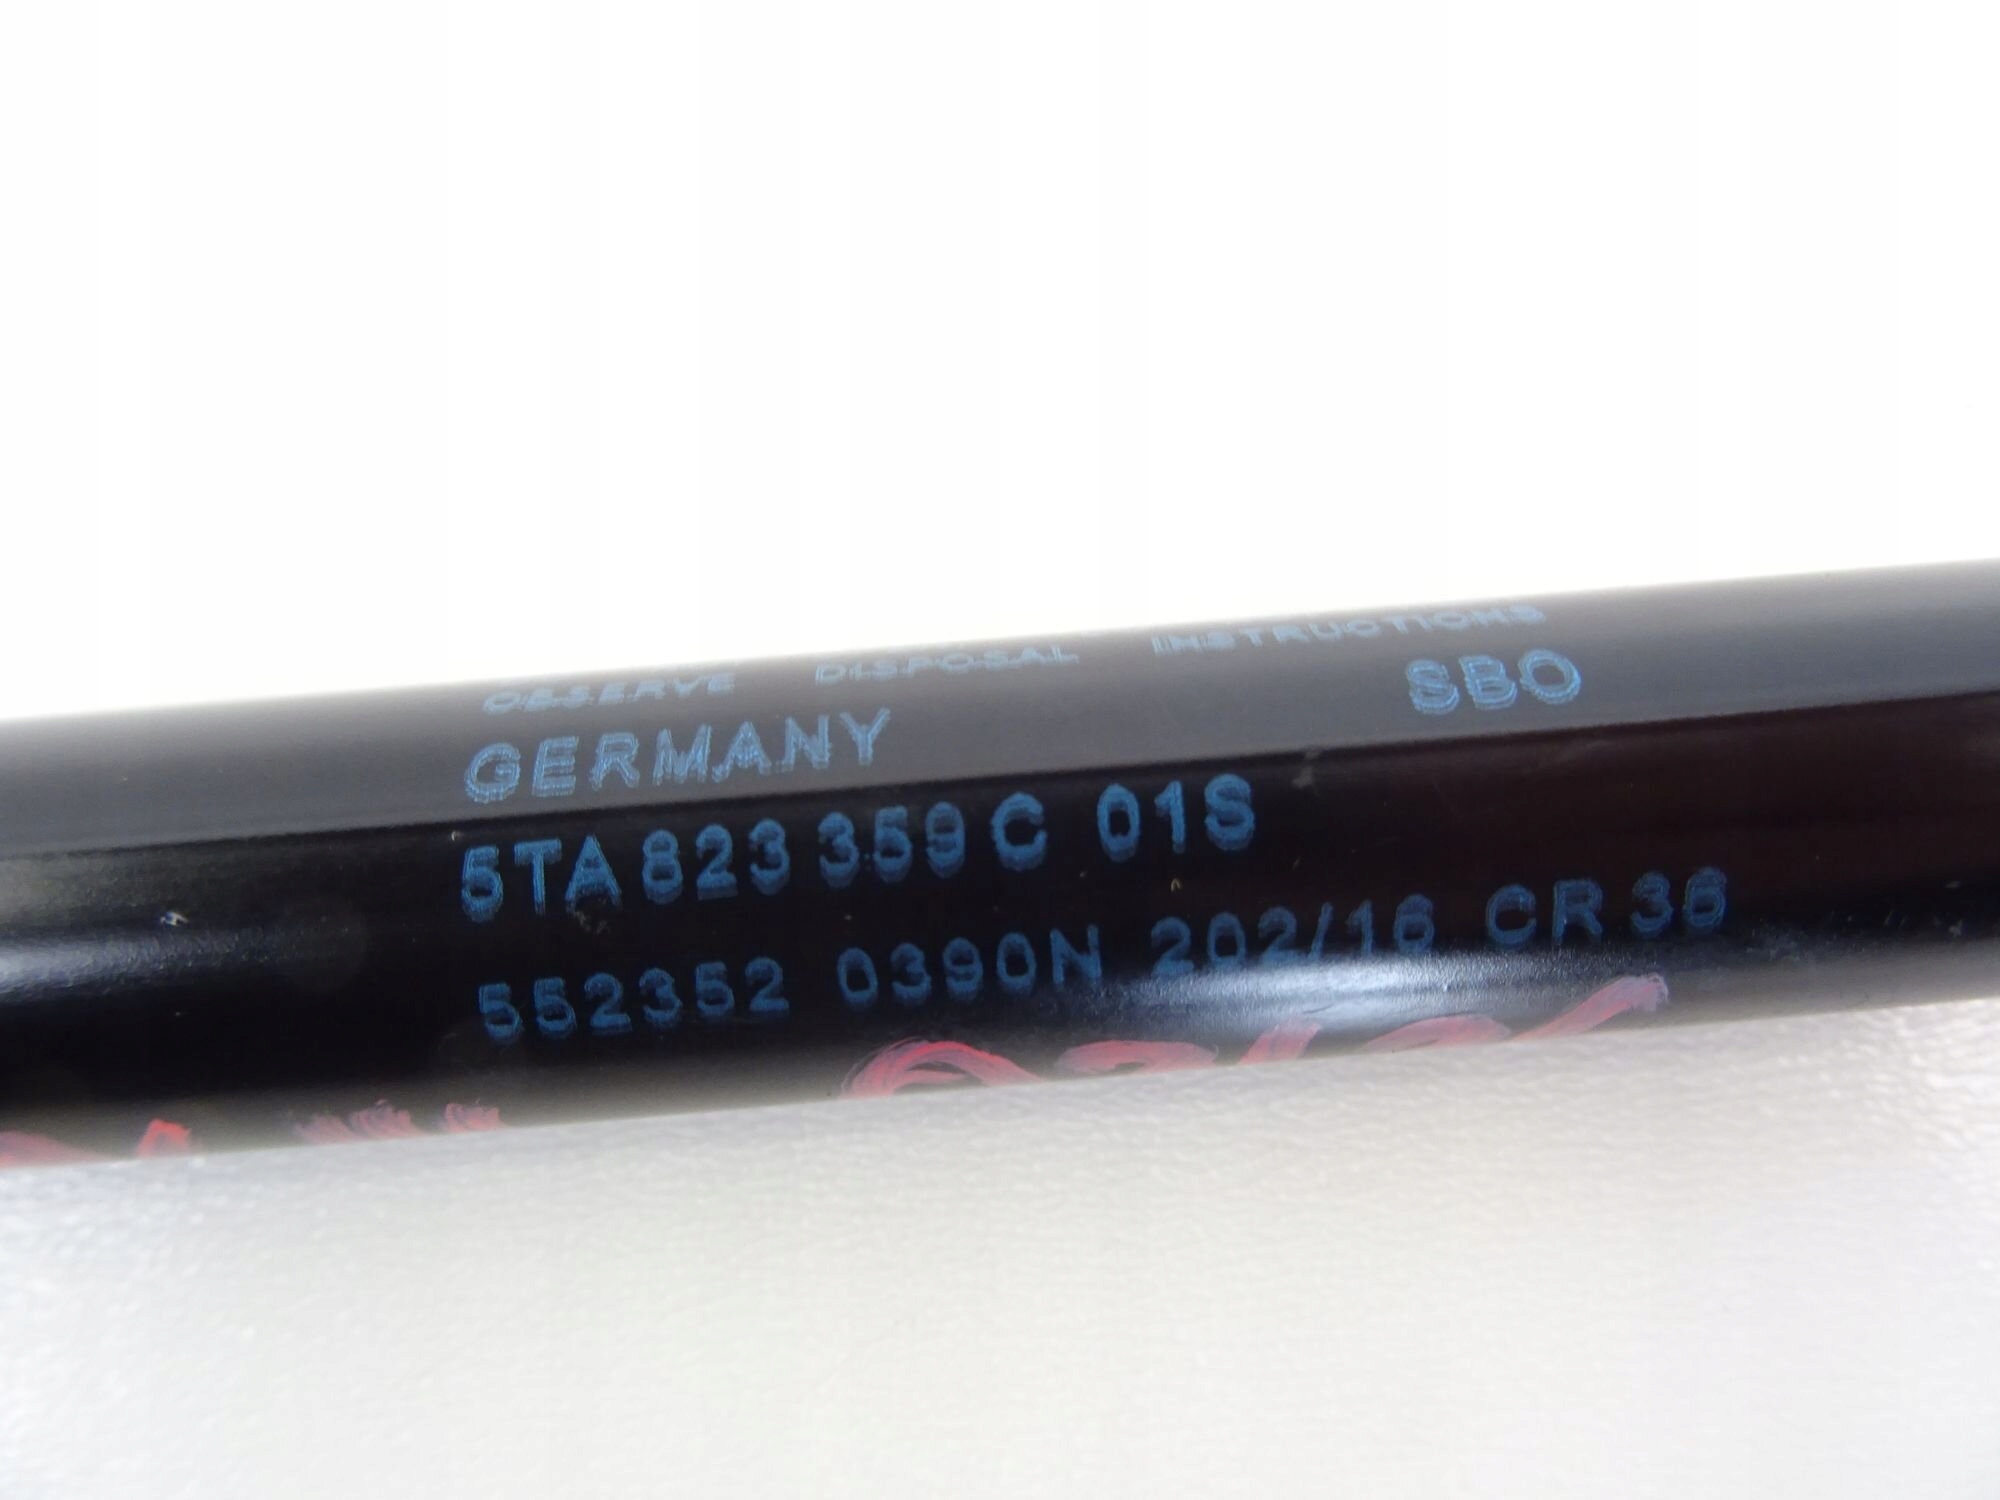 OBSERVE DISPOSAL INSTRUCTIONS
GERMANY SBO
5TA 823 359 C 01S
552352 0390N 202/16 CR 36